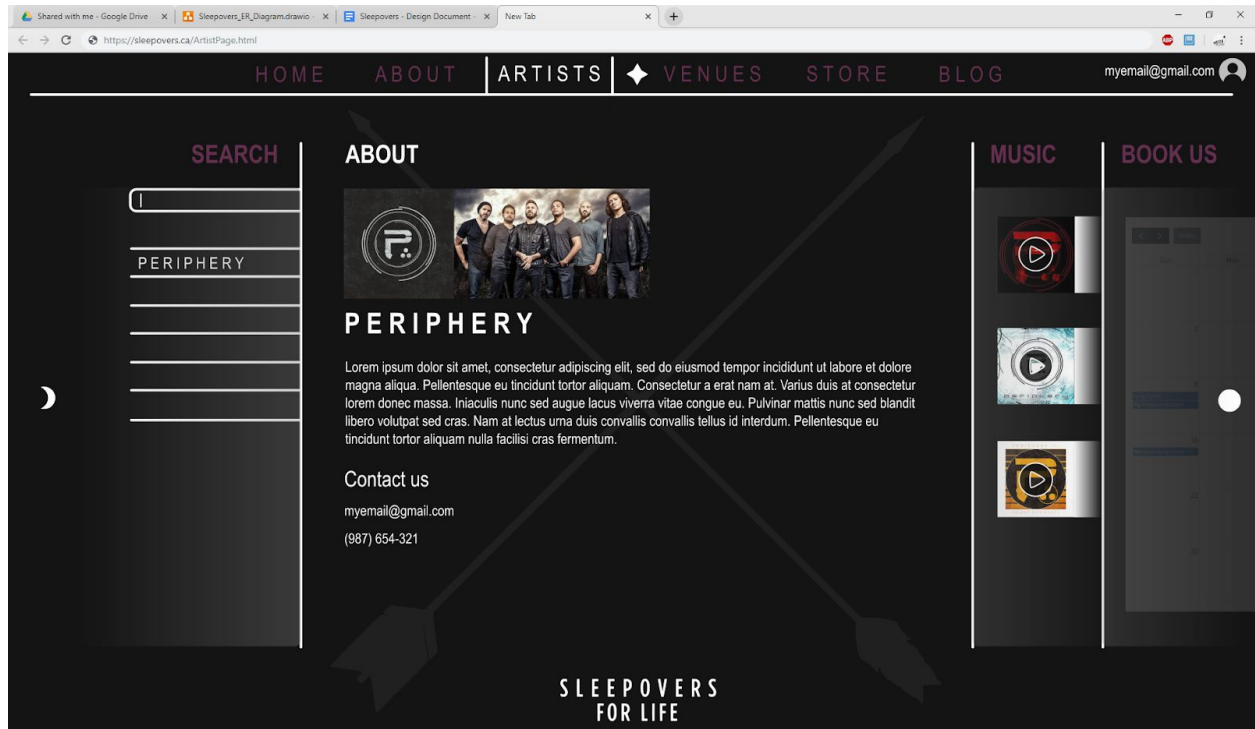 Shared with me - Google Drive
Sleepovers_ER_Diagram.drawio -
Sleepovers - Design Document -
New Tab
https://sleepovers.ca/ArtistPage.html
ABP
HOME ABOUT ARTISTS VENUES STORE BLOG
myemail@gmail.com
SEARCH
PERIPHERY
ABOUT
PERIPHERY
Lorem ipsum dolor sit amet, consectetur adipiscing elit, sed do eiusmod tempor incididunt ut labore et dolore
magna aliqua. Pellentesque eu tincidunt tortor aliquam. Consectetur a erat nam at. Varius duis at consectetur
lorem donec massa. Iniaculis nunc sed augue lacus viverra vitae congue eu. Pulvinar mattis nunc sed blandit
libero volutpat sed cras. Nam at lectus urna duis convallis convallis tellus id interdum. Pellentesque eu
tincidunt tortor aliquam nulla facilisi cras fermentum.
Contact us
myemail@gmail.com
(987) 654-321
MUSIC
BOOK US
SLEEPOVERS
FOR LIFE